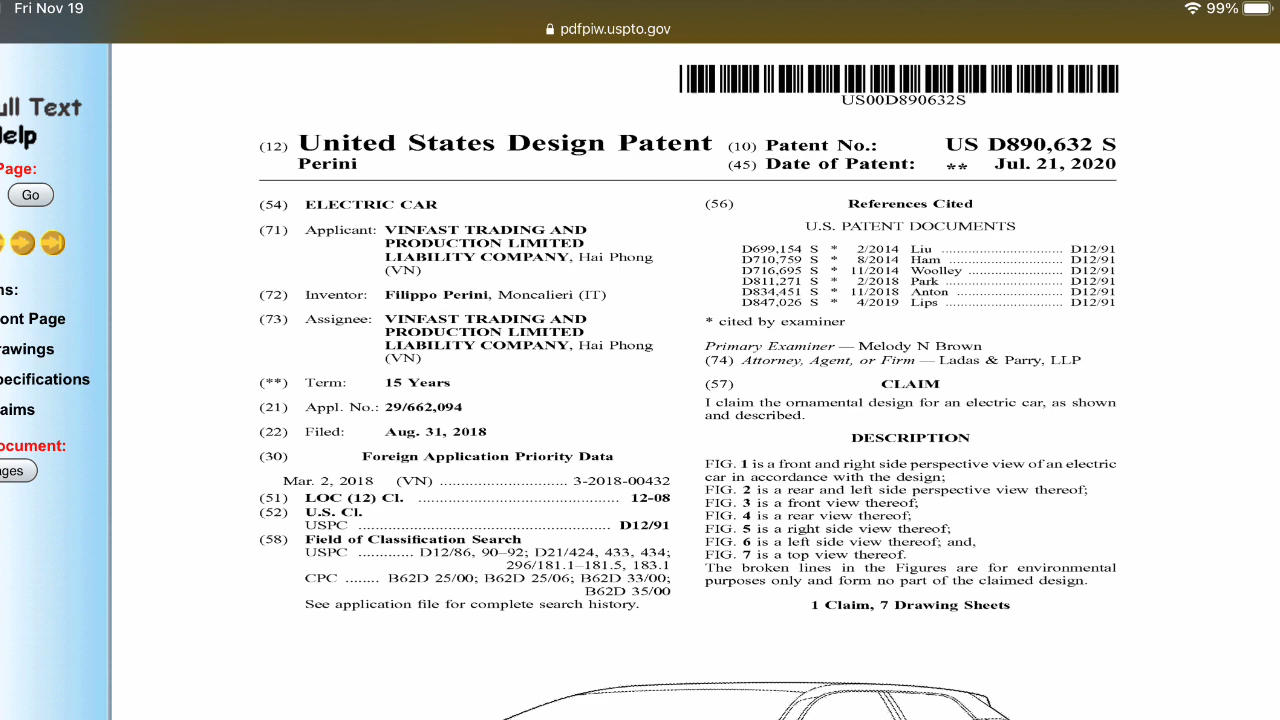 Fri Nov 19
99%
pdfpiw.uspto.gov
ull Text
Help
Page:
Go
ns:
ont Page
rawings
pecifications
aims
ocument:
ages
US00D890632S
(12) United States Design Patent
Perini
(10) Patent No.: US D890,632 S
(45) Date of Patent: ** Jul. 21, 2020
(54) ELECTRIC CAR
(71) Applicant: VINFAST TRADING AND
PRODUCTION LIMITED
LIABILITY COMPANY, Hai Phong
(VN)
(72) Inventor: Filippo Perini, Moncalieri (IT)
(73) Assignee: VINFAST TRADING AND
PRODUCTION LIMITED
LIABILITY COMPANY, Hai Phong
(VN)
(**) Term: 15 Years
(21) Appl. No.: 29/662,094
(22) Filed: Aug. 31, 2018
(30) Foreign Application Priority Data
Mar. 2, 2018 (VN) ............................ 3-2018-00432
(51) LOC (12) Cl. ............................................ 12-08
(52) U.S. Cl.
USPC ....................................................... D12/91
(58) Field of Classification Search
USPC ............ D12/86, 90–92; D21/424, 433, 434;
296/181.1–181.5, 183.1
CPC ........ B62D 25/00; B62D 25/06; B62D 33/00;
B62D 35/00
See application file for complete search history.
(56) References Cited
U.S. PATENT DOCUMENTS
D699,154 S * 2/2014 Liu ............................. D12/91
D710,759 S * 8/2014 Ham ........................... D12/91
D716,695 S * 11/2014 Woolley ...................... D12/91
D811,271 S * 2/2018 Park ............................ D12/91
D834,451 S * 11/2018 Anton ......................... D12/91
D847,026 S * 4/2019 Lips ............................ D12/91
* cited by examiner
Primary Examiner — Melody N Brown
(74) Attorney, Agent, or Firm — Ladas & Parry, LLP
(57) CLAIM
I claim the ornamental design for an electric car, as shown
and described.
DESCRIPTION
FIG. 1 is a front and right side perspective view of an electric
car in accordance with the design;
FIG. 2 is a rear and left side perspective view thereof;
FIG. 3 is a front view thereof;
FIG. 4 is a rear view thereof;
FIG. 5 is a right side view thereof;
FIG. 6 is a left side view thereof; and,
FIG. 7 is a top view thereof.
The broken lines in the Figures are for environmental
purposes only and form no part of the claimed design.
1 Claim, 7 Drawing Sheets